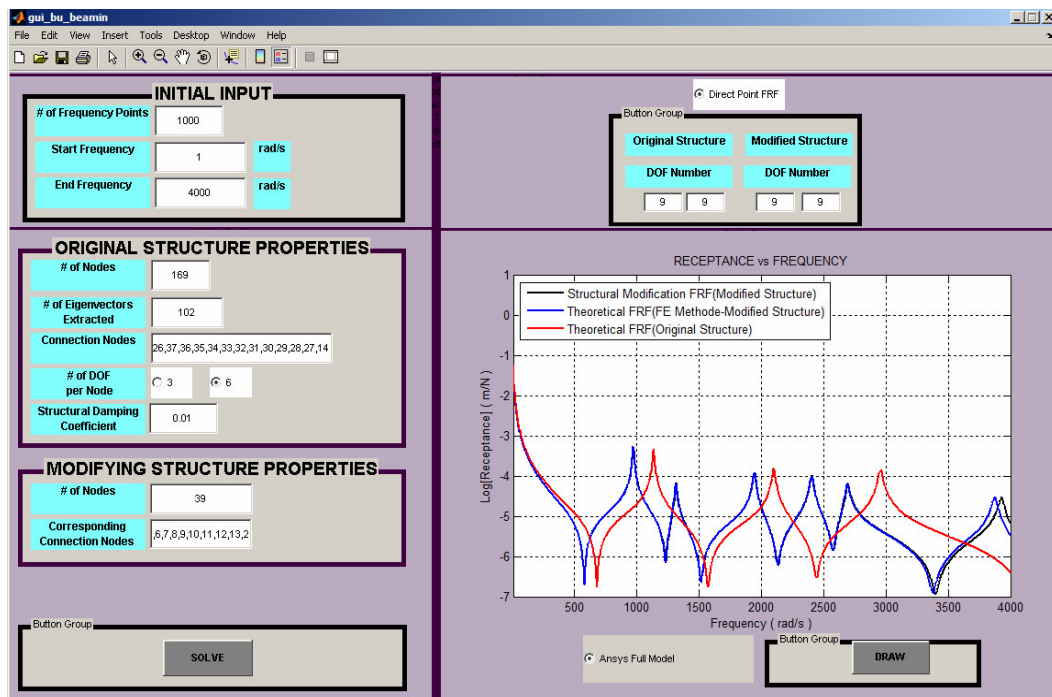 gui_bu_beamin
File Edit View Insert Tools Desktop Window Help
INITIAL INPUT
# of Frequency Points
1000
Start Frequency
1
rad/s
End Frequency
4000
rad/s
ORIGINAL STRUCTURE PROPERTIES
# of Nodes
169
# of Eigenvectors
Extracted
102
Connection Nodes
26,37,36,35,34,33,32,31,30,29,28,27,14
# of DOF
per Node
3
6
Structural Damping
Coefficient
0.01
MODIFYING STRUCTURE PROPERTIES
# of Nodes
39
Corresponding
Connection Nodes
,6,7,8,9,10,11,12,13,2
Button Group
SOLVE
Direct Point FRF
Button Group
Original Structure
Modified Structure
DOF Number
DOF Number
9 9 9 9
RECEPTANCE vs FREQUENCY
Structural Modification FRF(Modified Structure)
Theoretical FRF(FE Methode-Modified Structure)
Theoretical FRF(Original Structure)
Log[Receptance] ( m/N )
1
0
-1
-2
-3
-4
-5
-6
-7
500 1000 1500 2000 2500 3000 3500 4000
Frequency ( rad/s )
Ansys Full Model
Button Group
DRAW